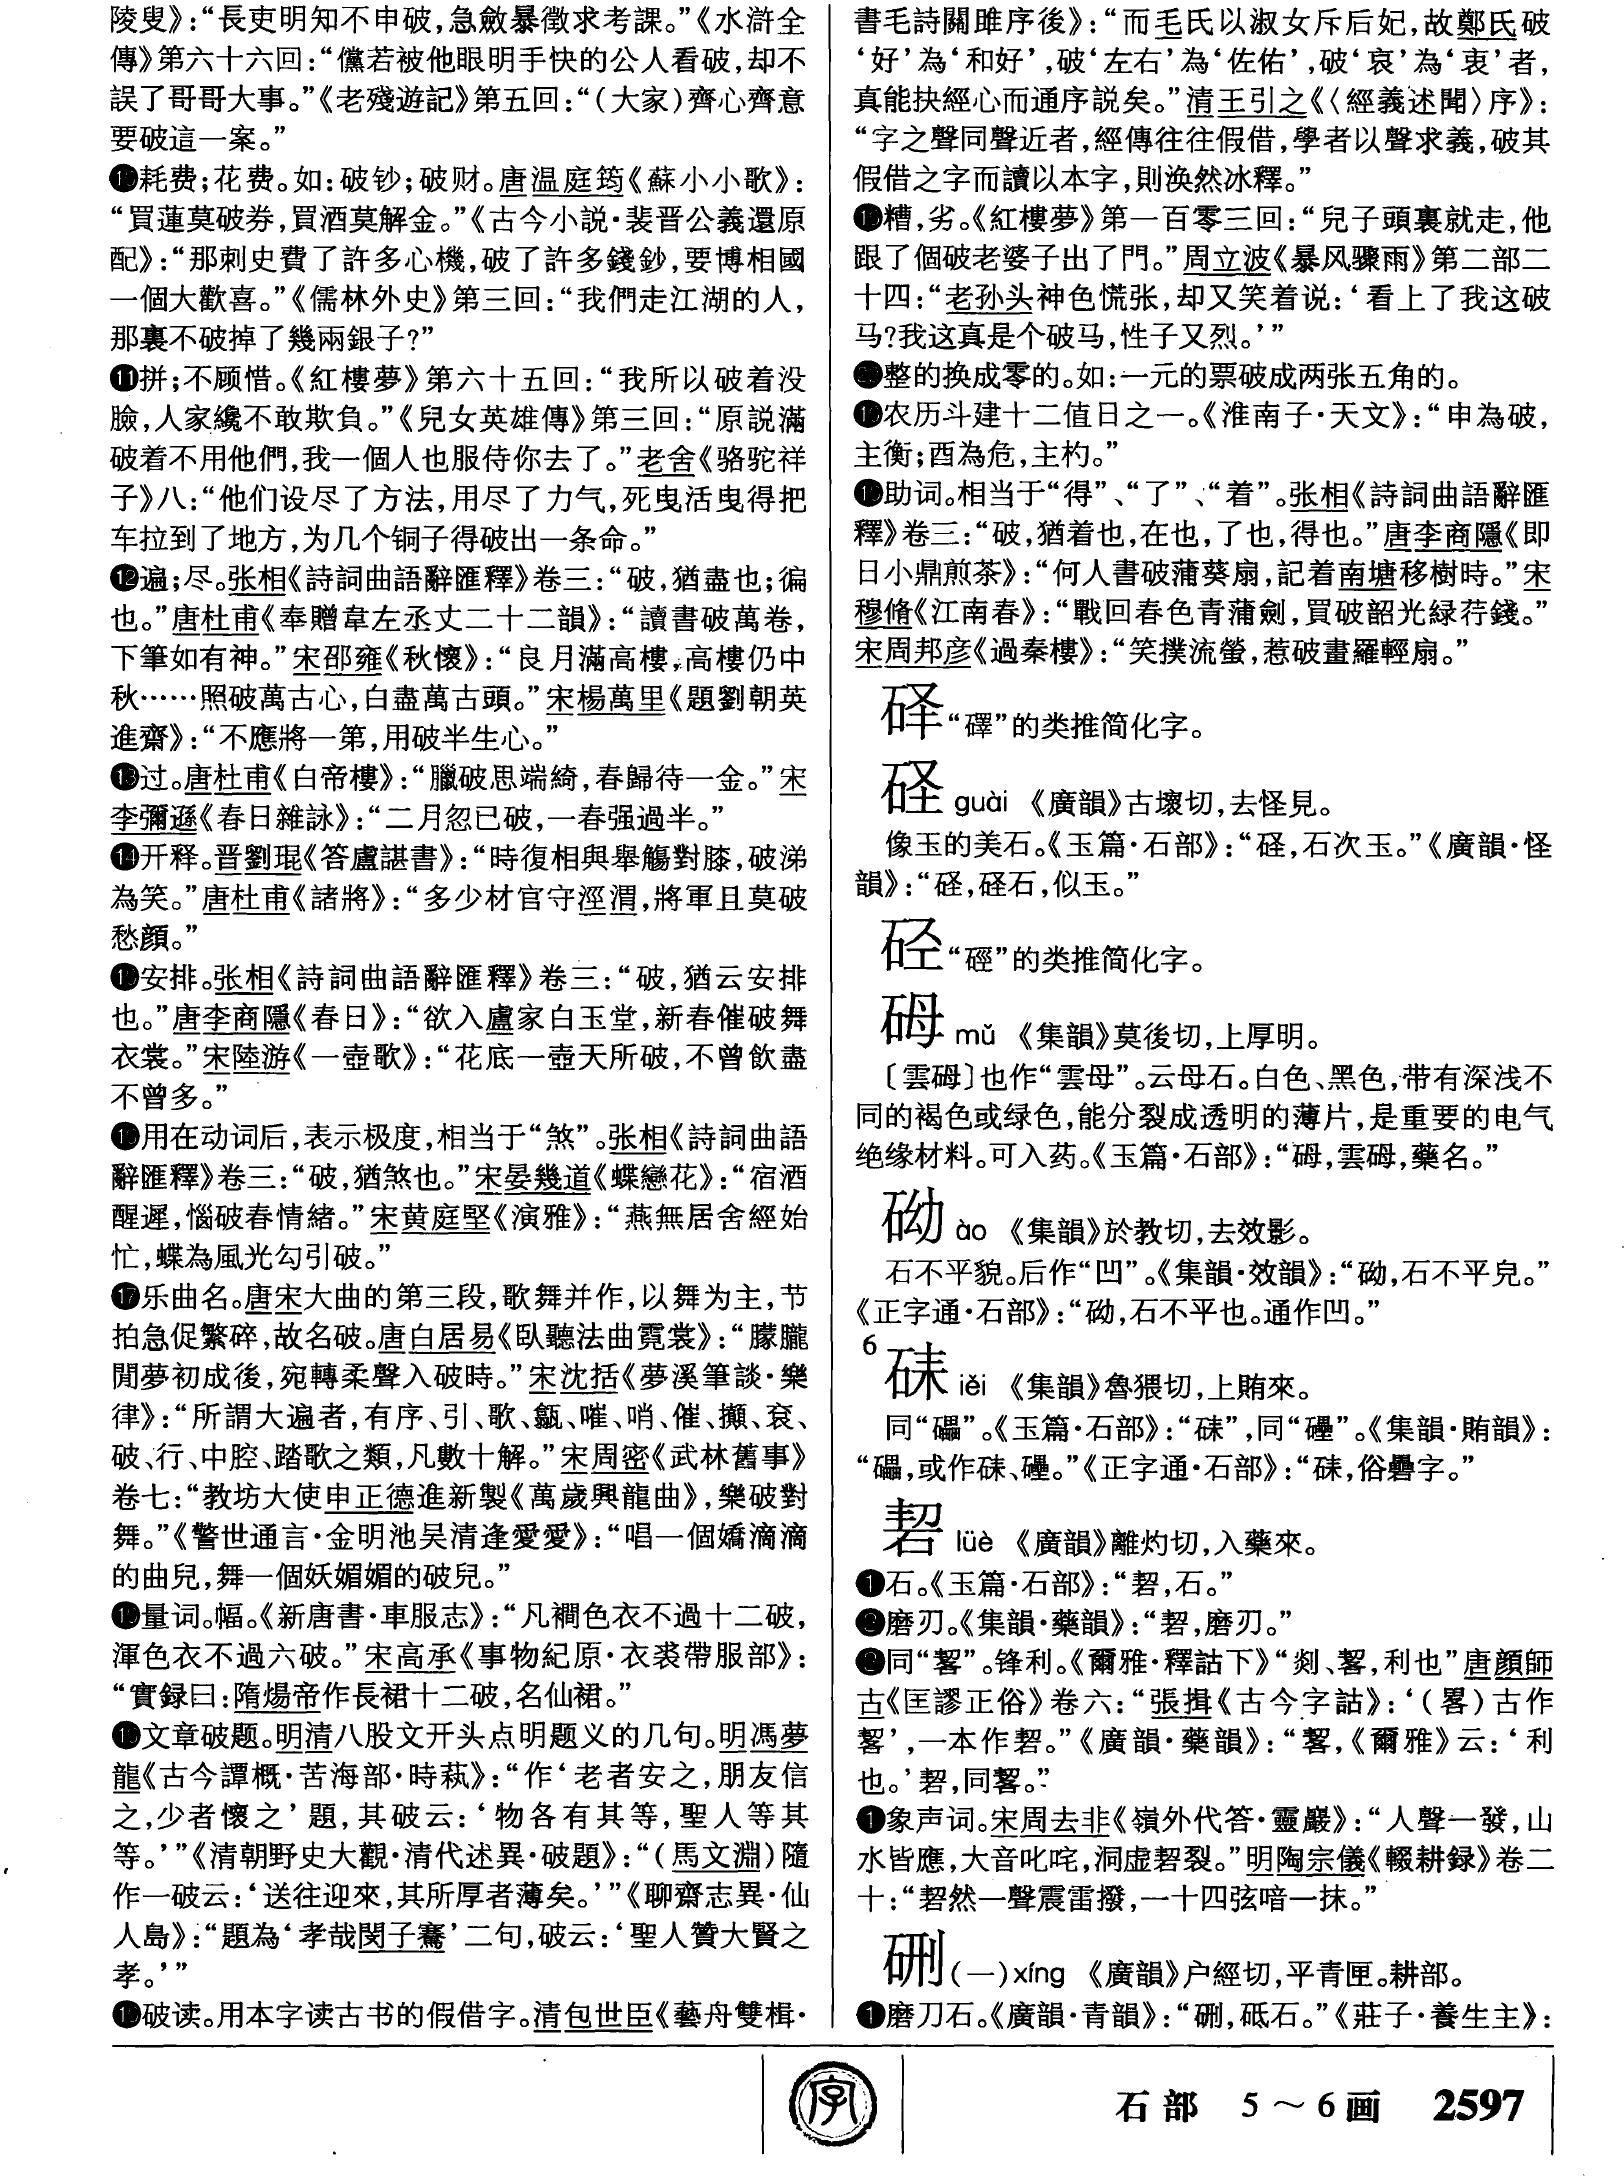 陵叟》：“長吏明知不申破，急斂暴徵求考課。”《水滸全
傳》第六十六回：“儻若被他眼明手快的公人看破，却不
誤了哥哥大事。”《老殘遊記》第五回：“（大家）齊心齊意
要破這一案。”
❿耗费；花费。如：破钞；破财。唐温庭筠《蘇小小歌》：
“買蓮莫破券，買酒莫解金。”《古今小説·裴晋公義還原
配》：“那刺史費了許多心機，破了許多錢鈔，要博相國
一個大歡喜。”《儒林外史》第三回：“我們走江湖的人，
那裏不破掉了幾兩銀子？”
⓫拼；不顾惜。《紅樓夢》第六十五回：“我所以破着没
臉，人家纔不敢欺負。”《兒女英雄傳》第三回：“原説滿
破着不用他們，我一個人也服侍你去了。”老舍《骆驼祥
子》八：“他们设尽了方法，用尽了力气，死曳活曳得把
车拉到了地方，为几个铜子得破出一条命。”
⓬遍；尽。张相《詩詞曲語辭匯釋》卷三：“破，猶盡也；徧
也。”唐杜甫《奉贈韋左丞丈二十二韻》：“讀書破萬卷，
下筆如有神。”宋邵雍《秋懷》：“良月滿高樓，高樓仍中
秋……照破萬古心，白盡萬古頭。”宋楊萬里《題劉朝英
進齋》：“不應將一第，用破半生心。”
⓭过。唐杜甫《白帝樓》：“臘破思端綺，春歸待一金。”宋
李彌遜《春日雜詠》：“二月忽已破，一春强過半。”
⓮开释。晋劉琨《答盧諶書》：“時復相與舉觴對膝，破涕
為笑。”唐杜甫《諸將》：“多少材官守涇渭，將軍且莫破
愁顔。”
⓯安排。张相《詩詞曲語辭匯釋》卷三：“破，猶云安排
也。”唐李商隱《春日》：“欲入盧家白玉堂，新春催破舞
衣裳。”宋陸游《一壺歌》：“花底一壺天所破，不曾飲盡
不曾多。”
⓰用在动词后，表示极度，相当于“煞”。张相《詩詞曲語
辭匯釋》卷三：“破，猶煞也。”宋晏幾道《蝶戀花》：“宿酒
醒遲，惱破春情緒。”宋黄庭堅《演雅》：“燕無居舍經始
忙，蝶為風光勾引破。”
⓱乐曲名。唐宋大曲的第三段，歌舞并作，以舞为主，节
拍急促繁碎，故名破。唐白居易《臥聽法曲霓裳》：“朦朧
閒夢初成後，宛轉柔聲入破時。”宋沈括《夢溪筆談·樂
律》：“所謂大遍者，有序、引、歌、㽋、嗺、哨、催、攧、衮、
破、行、中腔、踏歌之類，凡數十解。”宋周密《武林舊事》
卷七：“教坊大使申正德進新製《萬歲興龍曲》，樂破對
舞。”《警世通言·金明池吴清逢愛愛》：“唱一個嬌滴滴
的曲兒，舞一個妖媚媚的破兒。”
量词。幅。《新唐書·車服志》：“凡襉色衣不過十二破，
渾色衣不過六破。”宋高承《事物紀原·衣裘帶服部》：
“實録曰：隋煬帝作長裙十二破，名仙裙。”
文章破题。明清八股文开头点明题义的几句。明馮夢
龍《古今譚概·苦海部·時萟》：“作‘老者安之，朋友信
之，少者懷之’題，其破云：‘物各有其等，聖人等其
等。’”《清朝野史大觀·清代述異·破題》：“（馬文淵）隨
作一破云：‘送往迎來，其所厚者薄矣。’”《聊齋志異·仙
人島》：“題為‘孝哉閔子騫’二句，破云：‘聖人贊大賢之
孝。’”
破读。用本字读古书的假借字。清包世臣《藝舟雙楫·
書毛詩關雎序後》：“而毛氏以淑女斥后妃，故鄭氏破
‘好’為‘和好’，破‘左右’為‘佐佑’，破‘哀’為‘衷’者，
真能抉經心而通序説矣。”清王引之《〈經義述聞〉序》：
“字之聲同聲近者，經傳往往假借，學者以聲求義，破其
假借之字而讀以本字，則涣然冰釋。”
糟，劣。《紅樓夢》第一百零三回：“兒子頭裏就走，他
跟了個破老婆子出了門。”周立波《暴风骤雨》第二部二
十四：“老孙头神色慌张，却又笑着说：‘看上了我这破
马？我这真是个破马，性子又烈。’”
整的换成零的。如：一元的票破成两张五角的。
农历斗建十二值日之一。《淮南子·天文》：“申為破，
主衡；酉為危，主杓。”
助词。相当于“得”、“了”、“着”。张相《詩詞曲語辭匯
釋》卷三：“破，猶着也，在也，了也，得也。”唐李商隱《即
日小鼎煎茶》：“何人書破蒲葵扇，記着南塘移樹時。”宋
穆脩《江南春》：“戰回春色青蒲劍，買破韶光緑荇錢。”
宋周邦彦《過秦樓》：“笑撲流螢，惹破畫羅輕扇。”
“礋”的类推简化字。
硁 guài 《廣韻》古壞切，去怪見。
像玉的美石。《玉篇·石部》：“硁，石次玉。”《廣韻·怪
韻》：“硁，硁石，似玉。”
硁“硜”的类推简化字。
砪 mǔ 《集韻》莫後切，上厚明。
〔雲砪〕也作“雲母”。云母石。白色、黑色，带有深浅不
同的褐色或绿色，能分裂成透明的薄片，是重要的电气
绝缘材料。可入药。《玉篇·石部》：“砪，雲砪，藥名。”
𥑑 ào 《集韻》於教切，去效影。
石不平貌。后作“凹”。《集韻·效韻》：“𥑑，石不平皃。”
《正字通·石部》：“𥑑，石不平也。通作凹。”
6
硓 lěi 《集韻》魯猥切，上賄來。
同“礧”。《玉篇·石部》：“硓”，同“礨”。《集韻·賄韻》：
“礧，或作硓、礨。”《正字通·石部》：“硓，俗礨字。”
䂮 lüè 《廣韻》離灼切，入藥來。
❶石。《玉篇·石部》：“䂮，石。”
❷磨刃。《集韻·藥韻》：“䂮，磨刃。”
同“畧”。锋利。《爾雅·釋詁下》“剡、畧，利也”唐顔師
古《匡謬正俗》卷六：“張揖《古今字詁》：‘（畧）古作
㗉’，一本作䂮。”《廣韻·藥韻》：“㗉，《爾雅》云：‘利
也。’䂮，同㗉。”
象声词。宋周去非《嶺外代答·靈巖》：“人聲一發，山
水皆應，大音叱咤，洞虚䂮裂。”明陶宗儀《輟耕録》卷二
十：“䂮然一聲震雷撥，一十四弦喑一抹。”
硎（一）xíng 《廣韻》户經切，平青匣。耕部。
❶磨刀石。《廣韻·青韻》：“硎，砥石。”《莊子·養生主》：
字
石部 5～6画 2597